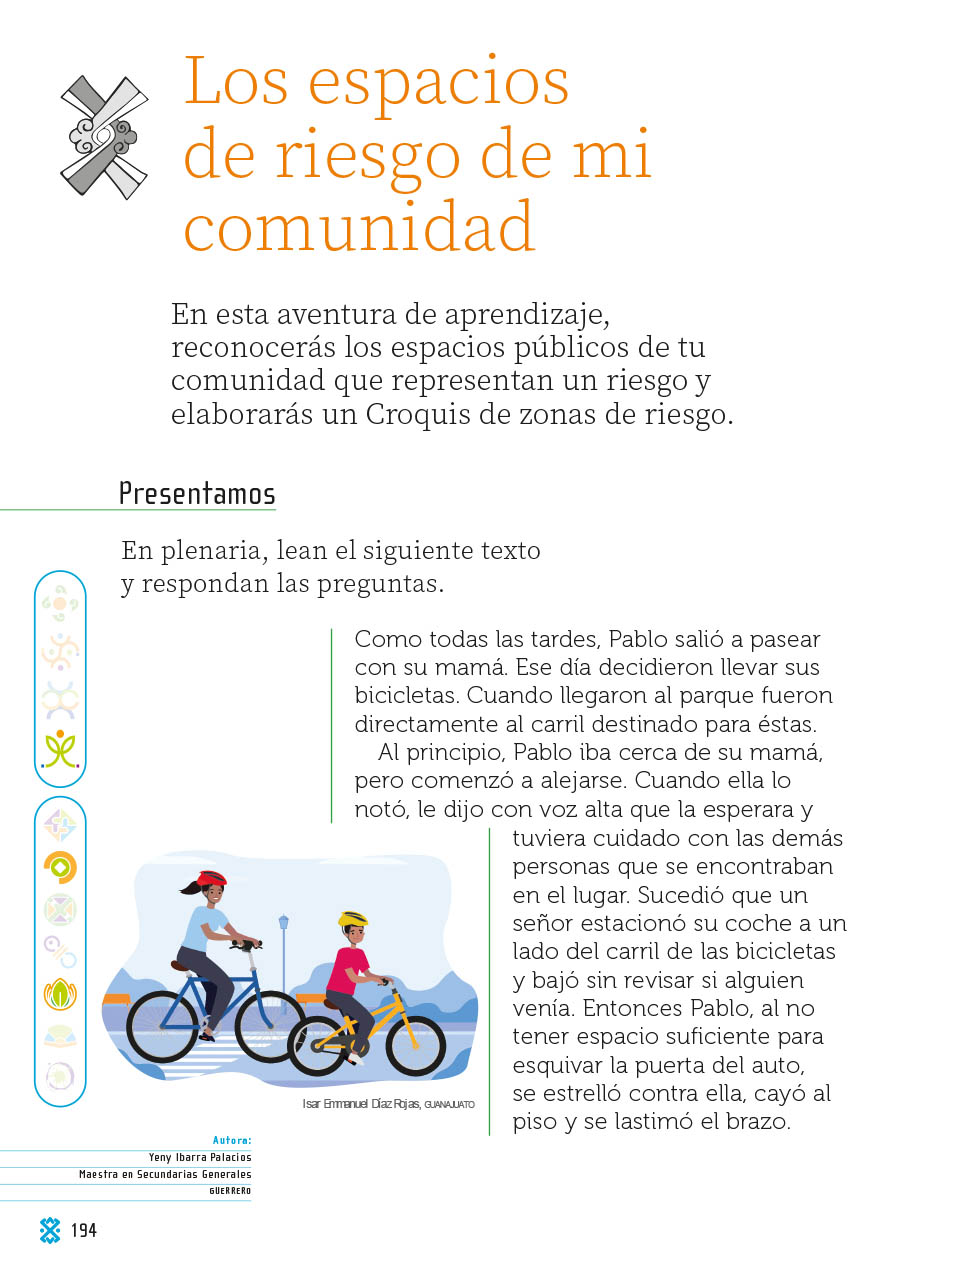 Los espacios
de riesgo de mi
comunidad
En esta aventura de aprendizaje,
reconocerás los espacios públicos de tu
comunidad que representan un riesgo y
elaborarás un Croquis de zonas de riesgo.
Presentamos
En plenaria, lean el siguiente texto
y respondan las preguntas.
Como todas las tardes, Pablo salió a pasear
con su mamá. Ese día decidieron llevar sus
bicicletas. Cuando llegaron al parque fueron
directamente al carril destinado para éstas.
Al principio, Pablo iba cerca de su mamá,
pero comenzó a alejarse. Cuando ella lo
notó, le dijo con voz alta que la esperara y
tuviera cuidado con las demás
personas que se encontraban
en el lugar. Sucedió que un
señor estacionó su coche a un
lado del carril de las bicicletas
y bajó sin revisar si alguien
venía. Entonces Pablo, al no
tener espacio suficiente para
esquivar la puerta del auto,
se estrelló contra ella, cayó al
piso y se lastimó el brazo.
Isar Emmanuel Díaz Rojas, GUANAJUATO
Autora:
Yeny Ibarra Palacios
Maestra en Secundarias Generales
GUERRERO
194